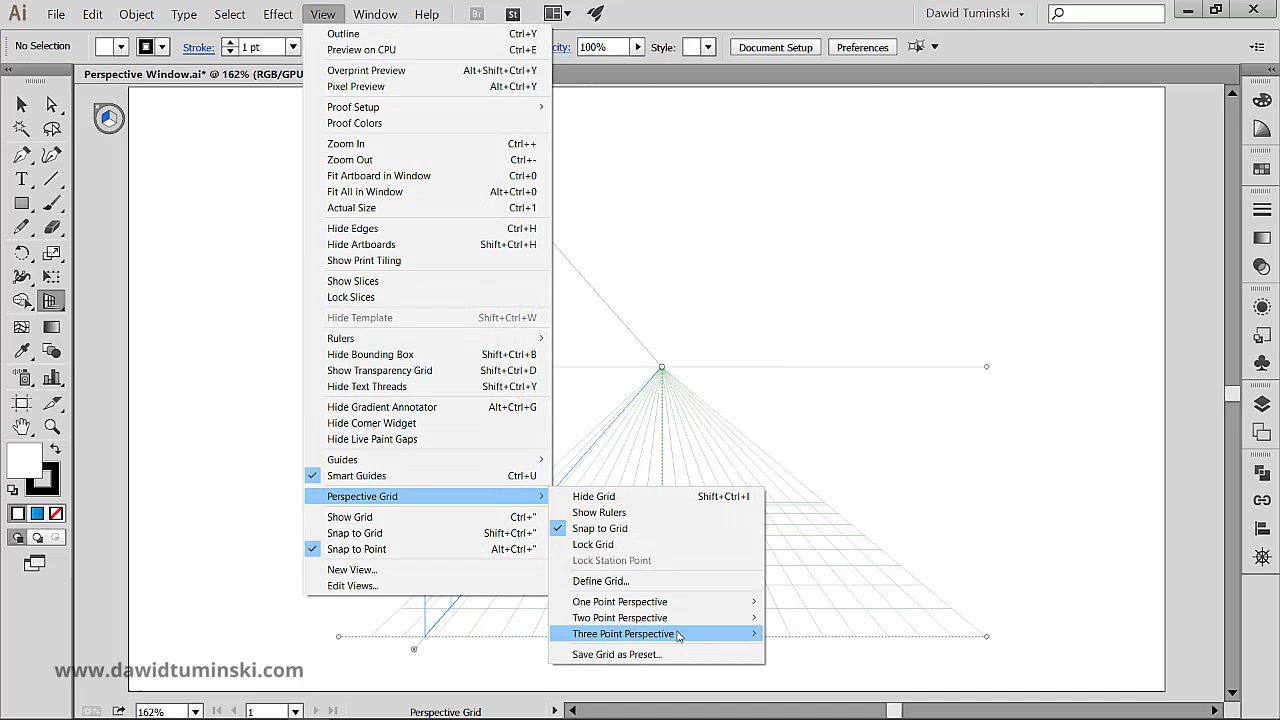 Ai File Edit Object Type Select Effect View Window Help Br St Dawid Tuminski
No Selection Stroke: 1 pt city: 100% Style: Document Setup Preferences
Perspective Window.ai* @ 162% (RGB/GPU
Outline Ctrl+Y
Preview on CPU Ctrl+E
Overprint Preview Alt+Shift+Ctrl+Y
Pixel Preview Alt+Ctrl+Y
Proof Setup
Proof Colors
Zoom In Ctrl++
Zoom Out Ctrl+-
Fit Artboard in Window Ctrl+0
Fit All in Window Alt+Ctrl+0
Actual Size Ctrl+1
Hide Edges Ctrl+H
Hide Artboards Shift+Ctrl+H
Show Print Tiling
Show Slices
Lock Slices
Hide Template Shift+Ctrl+W
Rulers
Hide Bounding Box Shift+Ctrl+B
Show Transparency Grid Shift+Ctrl+D
Hide Text Threads Shift+Ctrl+Y
Hide Gradient Annotator Alt+Ctrl+G
Hide Corner Widget
Hide Live Paint Gaps
Guides
Smart Guides Ctrl+U
Perspective Grid
Show Grid Ctrl+"
Snap to Grid Shift+Ctrl+"
Snap to Point Alt+Ctrl+"
New View...
Edit Views...
Hide Grid Shift+Ctrl+I
Show Rulers
Snap to Grid
Lock Grid
Lock Station Point
Define Grid...
One Point Perspective
Two Point Perspective
Three Point Perspective
Save Grid as Preset...
www.dawidtuminski.com
162% 1 Perspective Grid